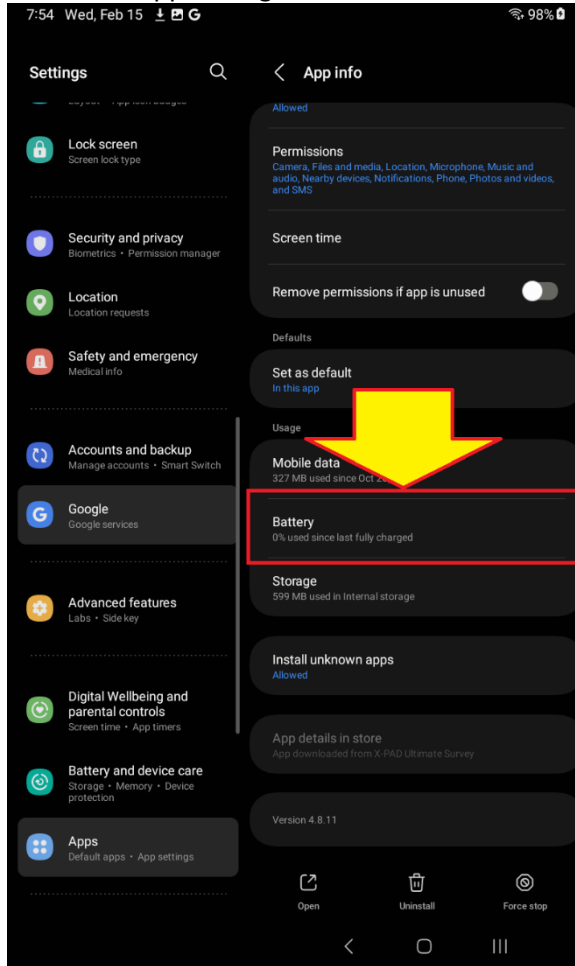 7:54 Wed, Feb 15
98%
Settings
Lock screen
Screen lock type
Security and privacy
Biometrics • Permission manager
Location
Location requests
Safety and emergency
Medical info
Accounts and backup
Manage accounts • Smart Switch
Google
Google services
Advanced features
Labs • Side key
Digital Wellbeing and
parental controls
Screen time • App timers
Battery and device care
Storage • Memory • Device
protection
Apps
Default apps • App settings
App info
Allowed
Permissions
Camera, Files and media, Location, Microphone, Music and
audio, Nearby devices, Notifications, Phone, Photos and videos,
and SMS
Screen time
Remove permissions if app is unused
Defaults
Set as default
In this app
Usage
Mobile data
327 MB used since Oct
Battery
0% used since last fully charged
Storage
599 MB used in Internal storage
Install unknown apps
Allowed
App details in store
App downloaded from X-PAD Ultimate Survey
Version 4.8.11
Open
Uninstall
Force stop